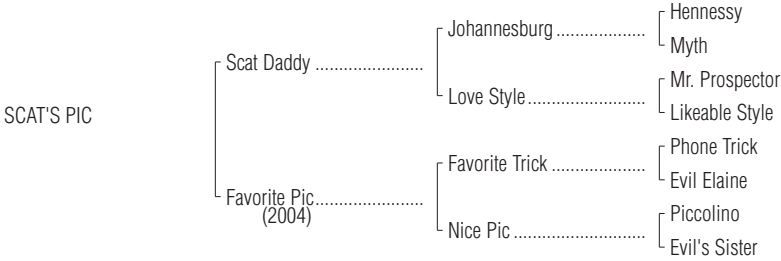 Hennessy
Johannesburg ....................
Myth
Scat Daddy ........................
Mr. Prospector
Love Style..........................
Likeable Style
SCAT'S PIC
Phone Trick
Favorite Trick .....................
Evil Elaine
Favorite Pic........................
(2004)
Piccolino
Nice Pic .............................
Evil's Sister